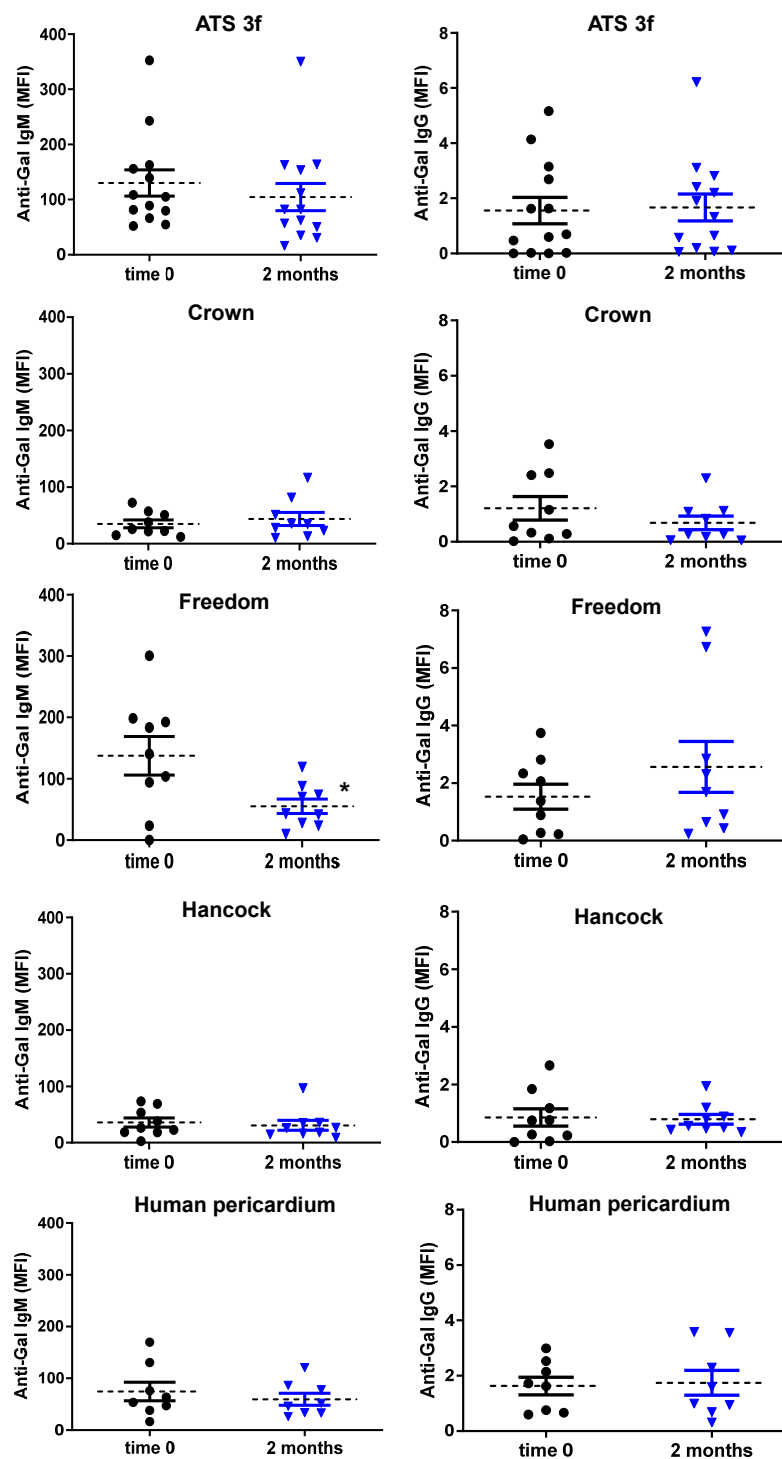 ATS 3f
Anti-Gal IgM (MFI)
400
300
200
100
0
time 0
2 months
ATS 3f
Anti-Gal IgG (MFI)
8
6
4
2
0
time 0
2 months
Crown
Anti-Gal IgM (MFI)
400
300
200
100
0
time 0
2 months
Crown
Anti-Gal IgG (MFI)
8
6
4
2
0
time 0
2 months
Freedom
Anti-Gal IgM (MFI)
400
300
200
100
0
*
time 0
2 months
Freedom
Anti-Gal IgG (MFI)
8
6
4
2
0
time 0
2 months
Hancock
Anti-Gal IgM (MFI)
400
300
200
100
0
time 0
2 months
Hancock
Anti-Gal IgG (MFI)
8
6
4
2
0
time 0
2 months
Human pericardium
Anti-Gal IgM (MFI)
400
300
200
100
0
time 0
2 months
Human pericardium
Anti-Gal IgG (MFI)
8
6
4
2
0
time 0
2 months